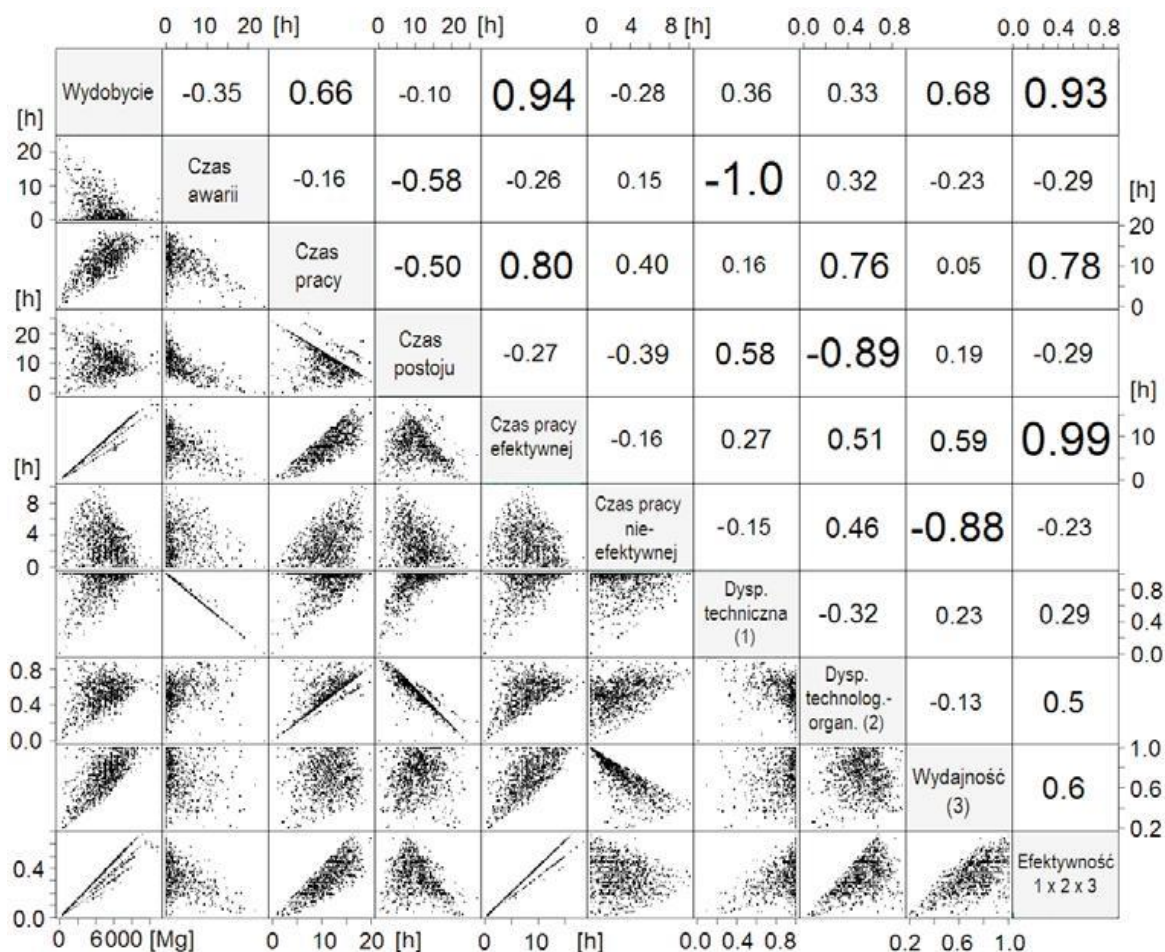 0 10 20 [h] 0 10 20 [h] 0 4 8 [h] 0.0 0.4 0.8 0.0 0.4 0.8
Wydobycie -0.35 0.66 -0.10 0.94 -0.28 0.36 0.33 0.68 0.93
[h]
20
10
0
Czas
awarii
-0.16 -0.58 -0.26 0.15 -1.0 0.32 -0.23 -0.29
[h]
Czas
pracy
-0.50 0.80 0.40 0.16 0.76 0.05 0.78
20
10
0
[h]
20
10
0
Czas
postoju
-0.27 -0.39 0.58 -0.89 0.19 -0.29
[h]
Czas pracy
efektywnej
-0.16 0.27 0.51 0.59 0.99
10
0
[h]
8
4
0
Czas pracy
nie-
efektywnej
-0.15 0.46 -0.88 -0.23
Dysp.
techniczna
(1)
-0.32 0.23 0.29
0.8
0.4
0.0
0.8
0.4
0.0
Dysp.
technolog.-
organ. (2)
-0.13 0.5
Wydajność
(3)
0.6
1.0
0.6
0.2
0.4
0.0
Efektywność
1 x 2 x 3
0 6000 [Mg] 0 10 20 [h] 0 10 [h] 0.0 0.4 0.8 0.2 0.6 1.0